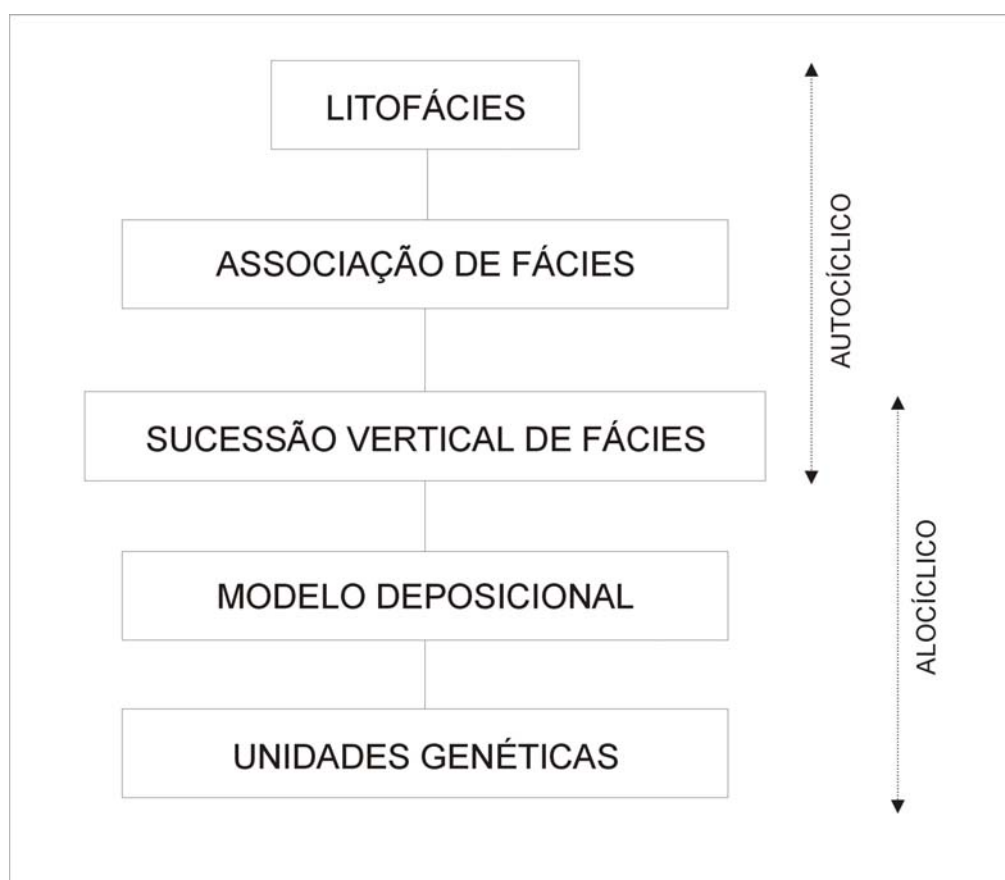 LITOFÁCIES
ASSOCIAÇÃO DE FÁCIES
SUCESSÃO VERTICAL DE FÁCIES
MODELO DEPOSICIONAL
UNIDADES GENÉTICAS
AUTOCÍCLICO
ALOCÍCLICO